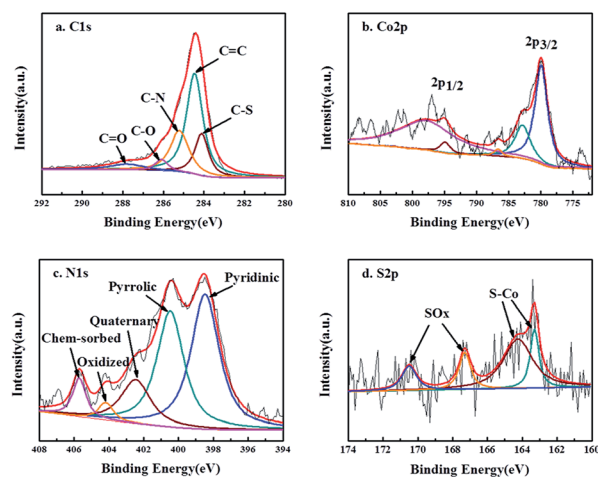 a. C1s
C=C
C-N
C-S
C=O
C-O
Intensity(a.u.)
292 290 288 286 284 282 280
Binding Energy(eV)
b. Co2p
2p3/2
2p1/2
Intensity(a.u.)
810 805 800 795 790 785 780 775
Binding Energy(eV)
c. N1s
Pyrrolic
Pyridinic
Quaternary
Chem-sorbed
Oxidized
Intensity(a.u.)
408 406 404 402 400 398 396 394
Binding Energy(eV)
d. S2p
S-Co
SOx
Intensity(a.u.)
174 172 170 168 166 164 162 160
Binding Energy(eV)